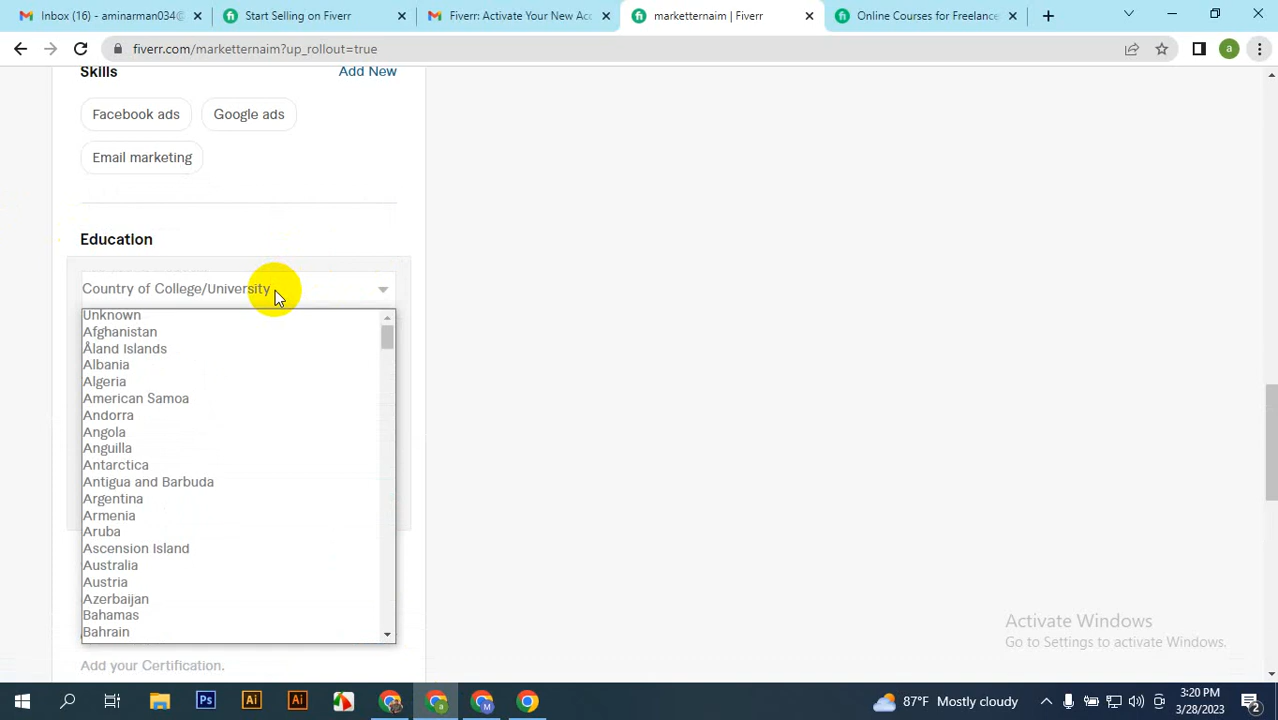 Inbox (16) - aminarman034@
Start Selling on Fiverr
Fiverr: Activate Your New Acc
marketternaim | Fiverr
Online Courses for Freelance
fiverr.com/marketternaim?up_rollout=true
a
Skills
Add New
Facebook ads
Google ads
Email marketing
Education
Country of College/University
Unknown
Afghanistan
Åland Islands
Albania
Algeria
American Samoa
Andorra
Angola
Anguilla
Antarctica
Antigua and Barbuda
Argentina
Armenia
Aruba
Ascension Island
Australia
Austria
Azerbaijan
Bahamas
Bahrain
Add your Certification.
Activate Windows
Go to Settings to activate Windows.
Ps
Ai
Ai
a
M
87°F Mostly cloudy
3:20 PM
3/28/2023
2